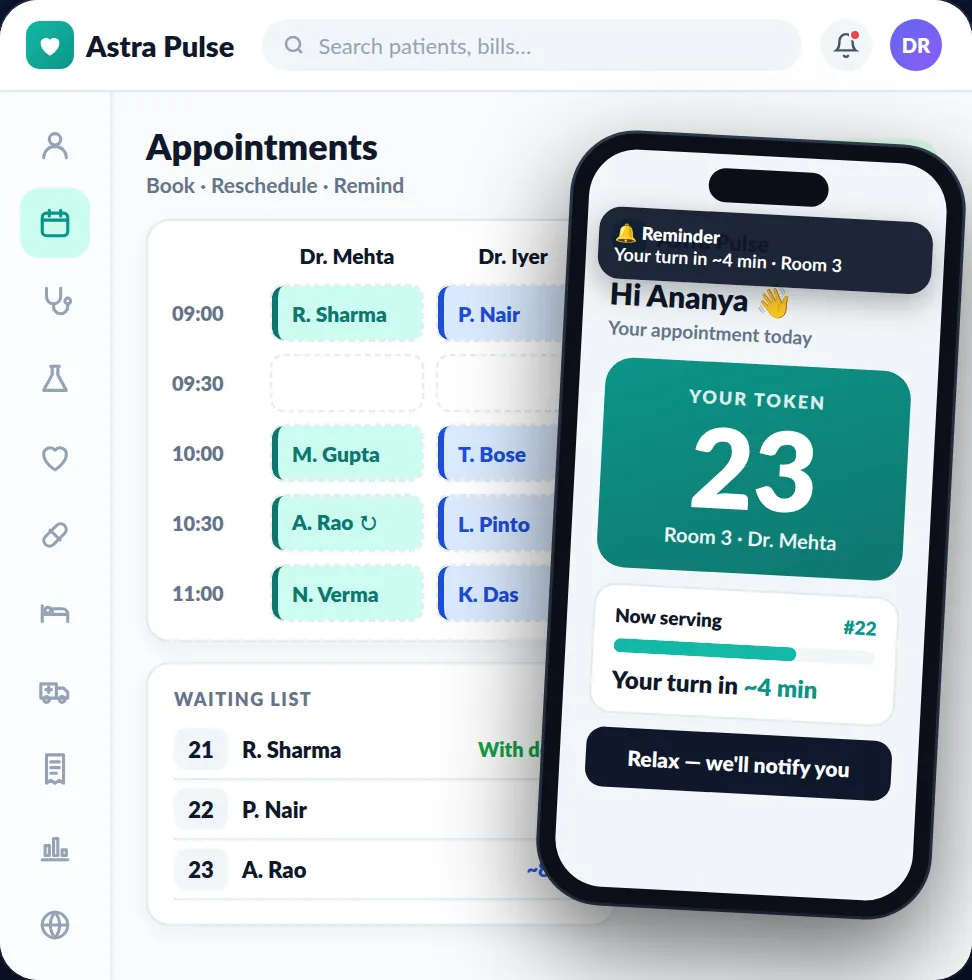 Astra Pulse
Search patients, bills...
DR
Appointments
Book · Reschedule · Remind
Dr. Mehta Dr. Iyer
09:00 R. Sharma P. Nair
09:30
10:00 M. Gupta T. Bose
10:30 A. Rao ↻ L. Pinto
11:00 N. Verma K. Das
WAITING LIST
21 R. Sharma With
22 P. Nair
23 A. Rao
🔔 Reminder
Your turn in ~4 min · Room 3
Pulse
Hi Ananya 👋
Your appointment today
YOUR TOKEN
23
Room 3 · Dr. Mehta
Now serving #22
Your turn in ~4 min
Relax — we'll notify you